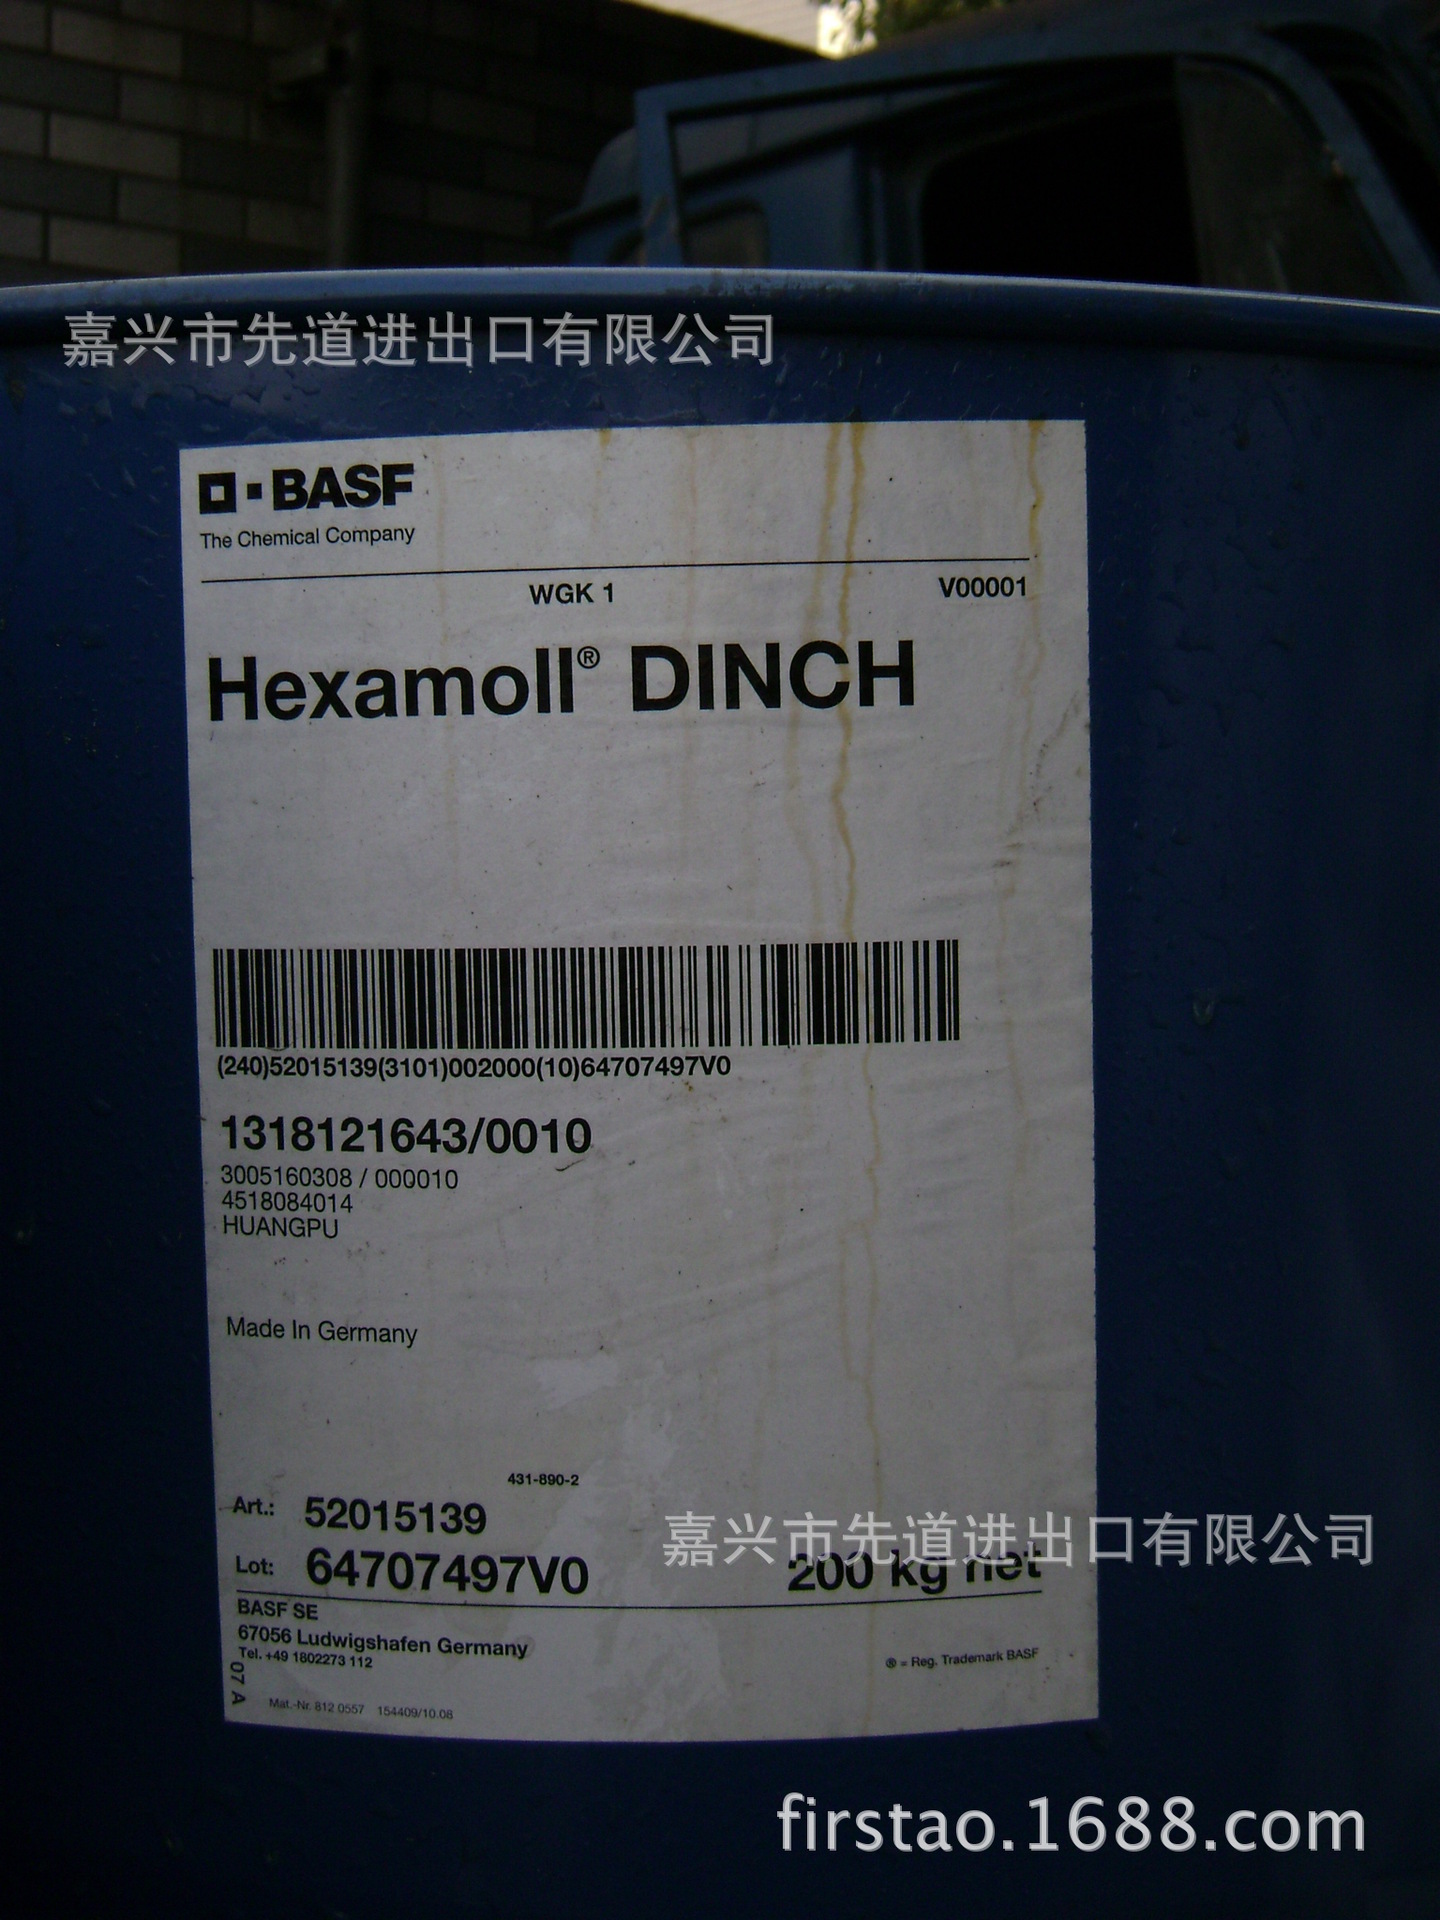 嘉兴市先道进出口有限公司
BASF
The Chemical Company
WGK 1
V00001
Hexamoll® DINCH
(240)52015139(3101)002000(10)64707497V0
1318121643/0010
3005160308 / 000010
4518084014
HUANGPU
Made In Germany
431-890-2
Art.: 52015139
嘉兴市先道进出口有限公司
Lot: 64707497V0
200 kg net
BASF SE
67056 Ludwigshafen Germany
Tel. +49 1802273 112
® = Reg. Trademark BASF
07 A
Mat.-Nr. 812 0557 154409/10.08
firstao.1688.com